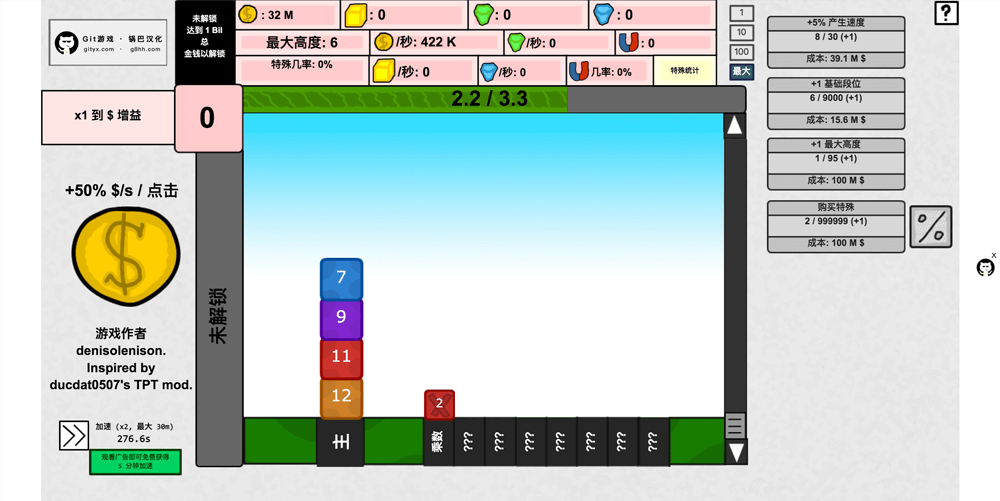 Git游戏 · 锅巴汉化
gityx.com · g8hh.com
未解锁
达到 1 Bil
总
金钱以解锁
: 32 M
: 0
: 0
: 0
最大高度: 6
/秒: 422 K
/秒: 0
: 0
特殊几率: 0%
/秒: 0
/秒: 0
几率: 0%
特殊统计
1
10
100
最大
?
x1 到 $ 增益
0
2.2 / 3.3
+50% $/s / 点击
游戏作者
denisolenison.
Inspired by
ducdat0507's TPT mod.
加速 (x2, 最大 30m)
276.6s
观看广告即可免费获得
5 分钟加速
未解锁
7
9
11
12
2
主
乘数
???
???
???
???
???
???
???
+5% 产生速度
8 / 30 (+1)
成本: 39.1 M $
+1 基础段位
6 / 9000 (+1)
成本: 15.6 M $
+1 最大高度
1 / 95 (+1)
成本: 100 M $
购买特殊
2 / 999999 (+1)
成本: 100 M $
%
X